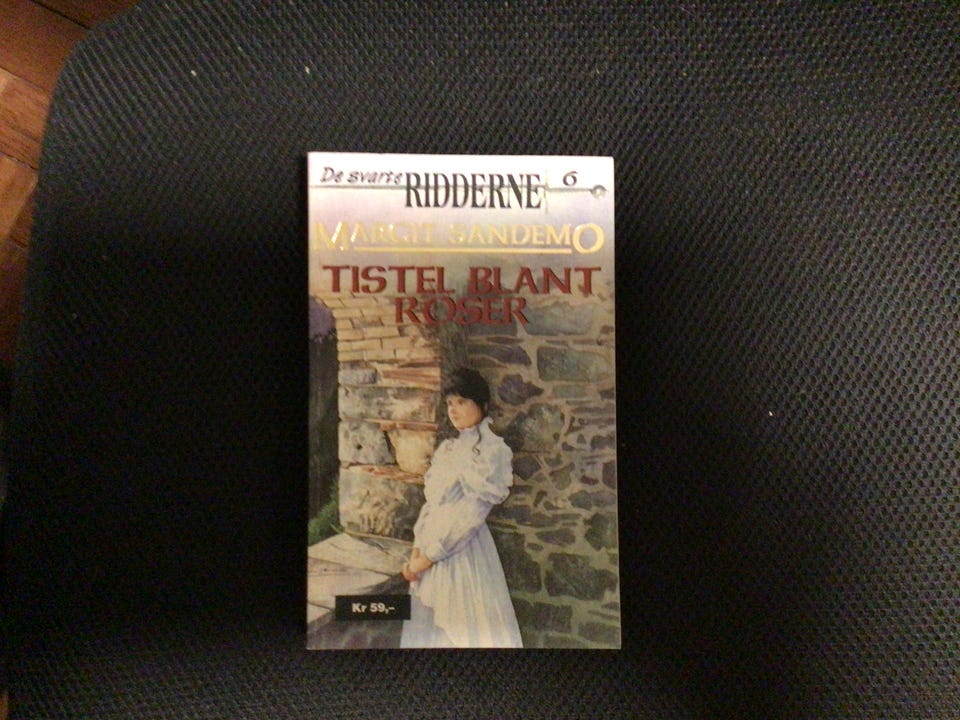 De svarte RIDDERNE 6
MARGIT SANDEMO
TISTEL BLANT
ROSER
Kr 59,-